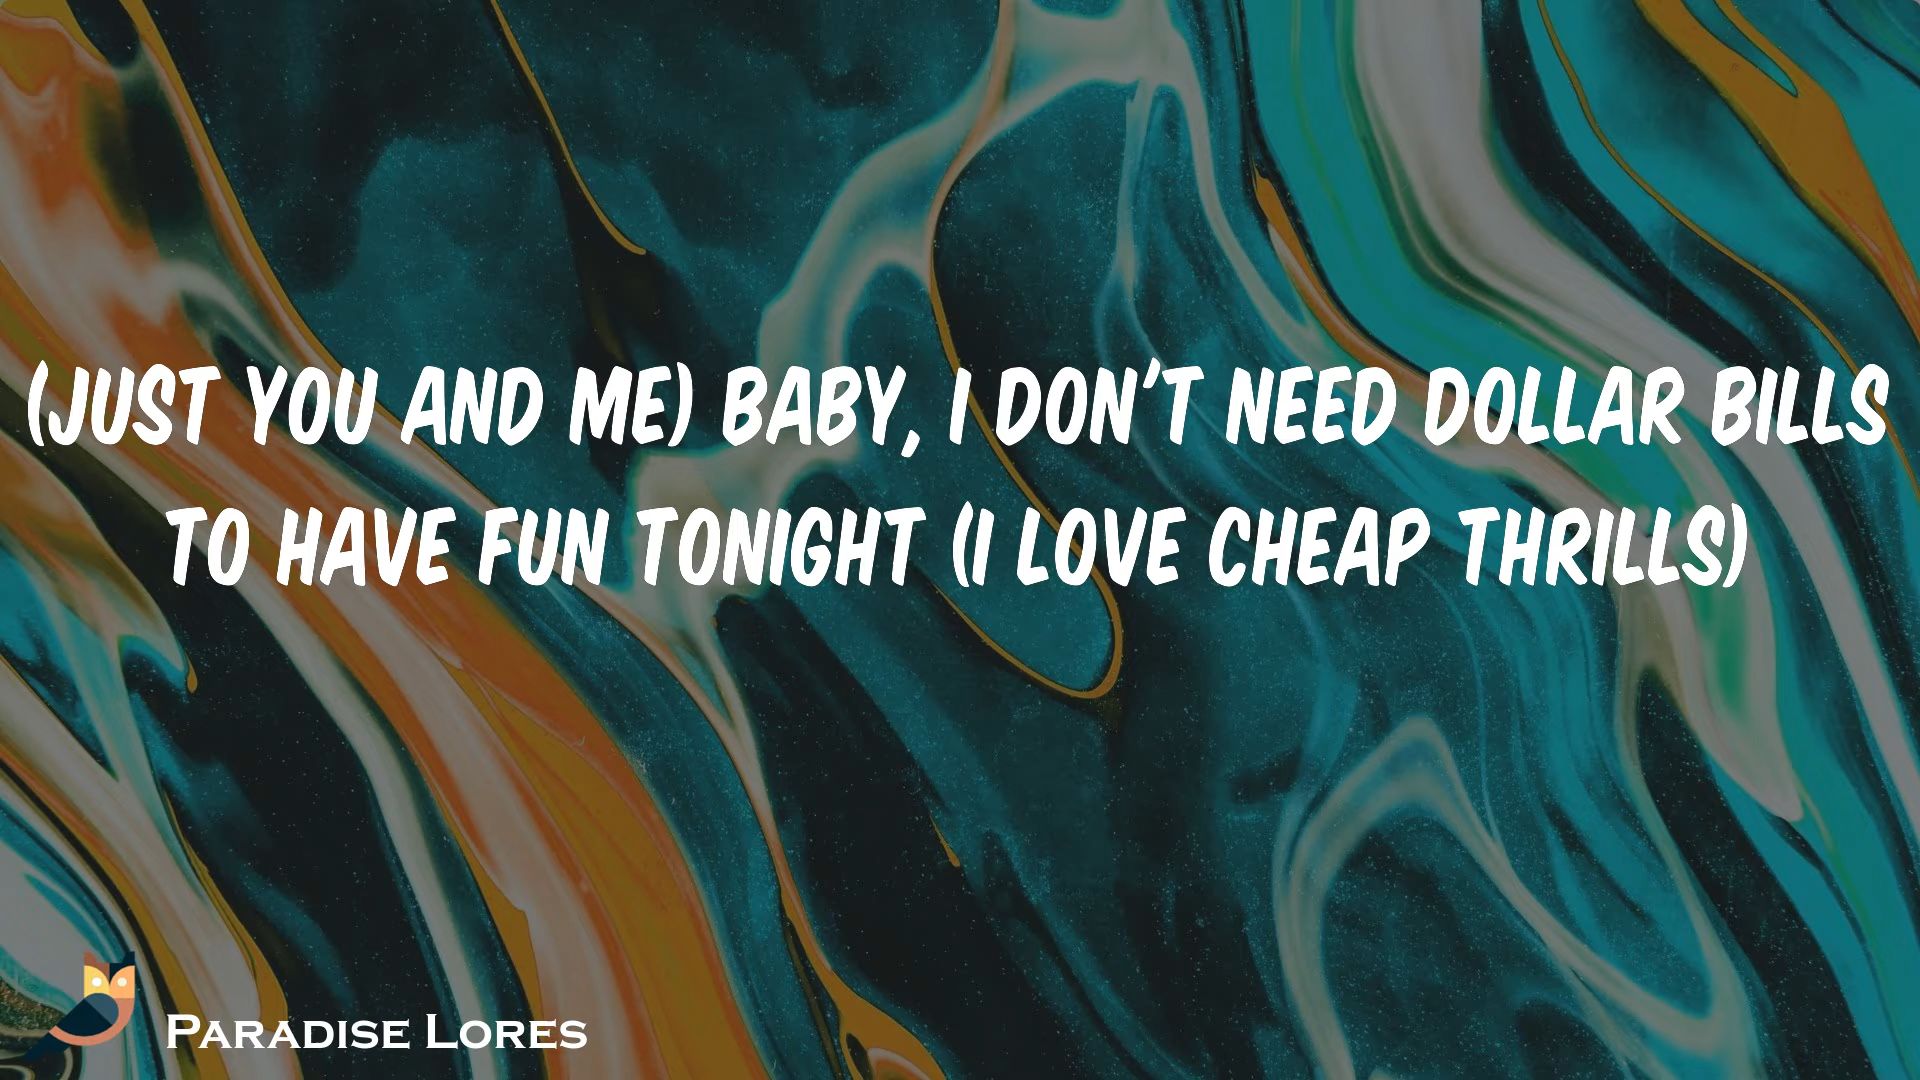 (JUST YOU AND ME) BABY, I DON'T NEED DOLLAR BILLS
TO HAVE FUN TONIGHT (I LOVE CHEAP THRILLS)
PARADISE LORES